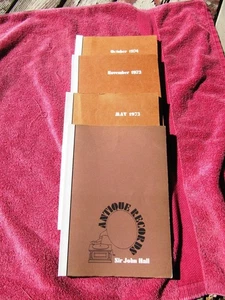 October 1975
November 1973
MAY 1973
ANTIQUE RECORDS
Sir John Hall